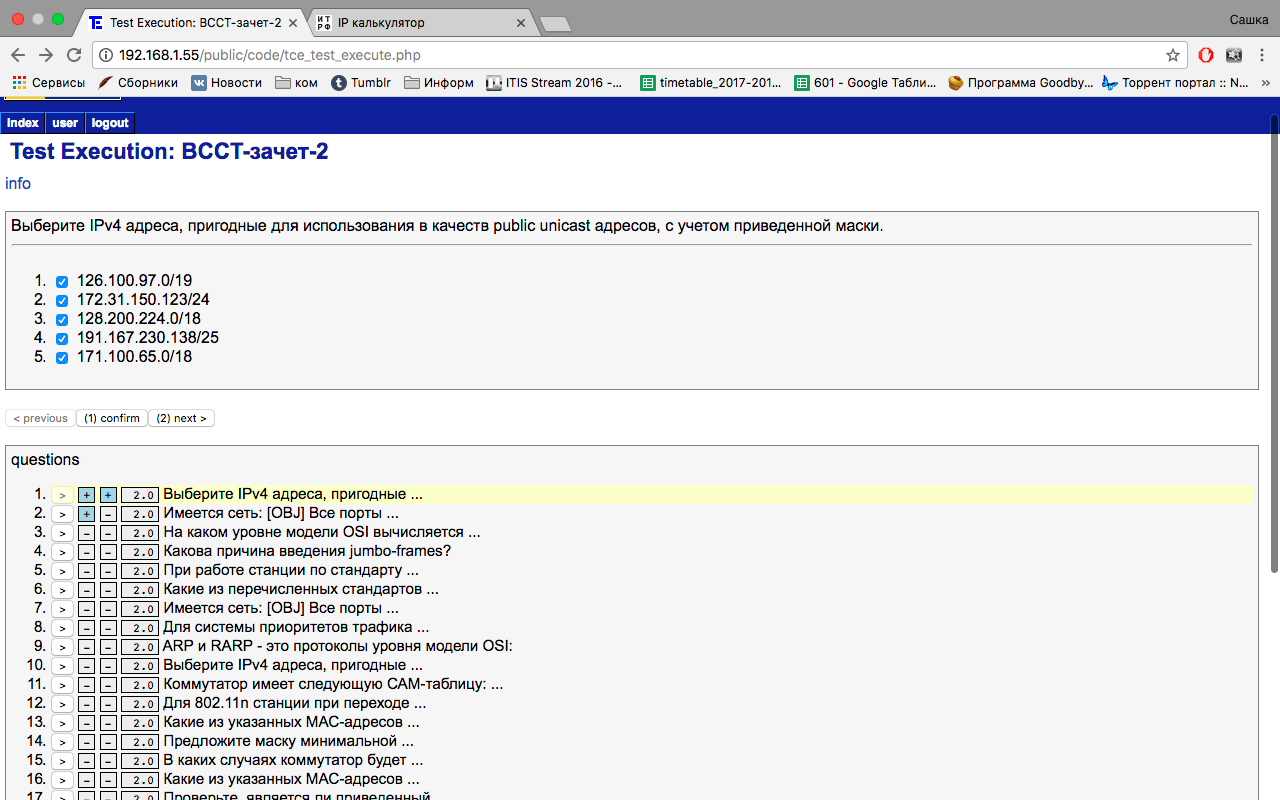 Test Execution: ВССТ-зачет-2
IP калькулятор
Сашка
192.168.1.55/public/code/tce_test_execute.php
Сервисы
Сборники
Новости
ком
Tumblr
Информ
ITIS Stream 2016 -...
timetable_2017-201...
601 - Google Табли...
Программа Goodby...
Торрент портал :: N...
»
Index user logout
Test Execution: ВССТ-зачет-2
info
Выберите IPv4 адреса, пригодные для использования в качеств public unicast адресов, с учетом приведенной маски.
1. 126.100.97.0/19
2. 172.31.150.123/24
3. 128.200.224.0/18
4. 191.167.230.138/25
5. 171.100.65.0/18
< previous (1) confirm (2) next >
questions
1. > + + 2.0 Выберите IPv4 адреса, пригодные ...
2. > + - 2.0 Имеется сеть: [OBJ] Все порты ...
3. > - - 2.0 На каком уровне модели OSI вычисляется ...
4. > - - 2.0 Какова причина введения jumbo-frames?
5. > - - 2.0 При работе станции по стандарту ...
6. > - - 2.0 Какие из перечисленных стандартов ...
7. > - - 2.0 Имеется сеть: [OBJ] Все порты ...
8. > - - 2.0 Для системы приоритетов трафика ...
9. > - - 2.0 ARP и RARP - это протоколы уровня модели OSI:
10. > - - 2.0 Выберите IPv4 адреса, пригодные ...
11. > - - 2.0 Коммутатор имеет следующую CAM-таблицу: ...
12. > - - 2.0 Для 802.11n станции при переходе ...
13. > - - 2.0 Какие из указанных MAC-адресов ...
14. > - - 2.0 Предложите маску минимальной ...
15. > - - 2.0 В каких случаях коммутатор будет ...
16. > - - 2.0 Какие из указанных MAC-адресов ...
17. > - - 2.0 Проверьте, является ли приведенный